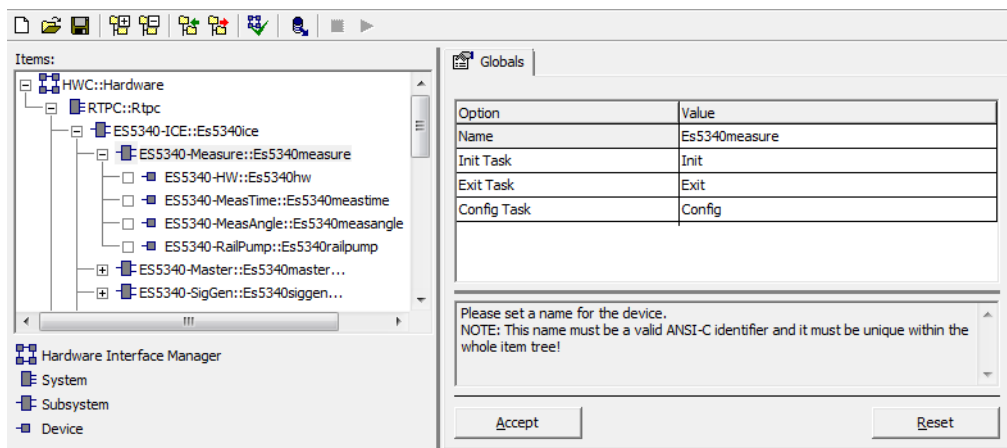 Items:
HWC::Hardware
RTPC::Rtpc
ES5340-ICE::Es5340ice
ES5340-Measure::Es5340measure
ES5340-HW::Es5340hw
ES5340-MeasTime::Es5340meastime
ES5340-MeasAngle::Es5340measangle
ES5340-RailPump::Es5340railpump
ES5340-Master::Es5340master...
ES5340-SigGen::Es5340siggen...
Hardware Interface Manager
System
Subsystem
Device
Globals
Option Value
Name Es5340measure
Init Task Init
Exit Task Exit
Config Task Config
Please set a name for the device.
NOTE: This name must be a valid ANSI-C identifier and it must be unique within the
whole item tree!
Accept Reset